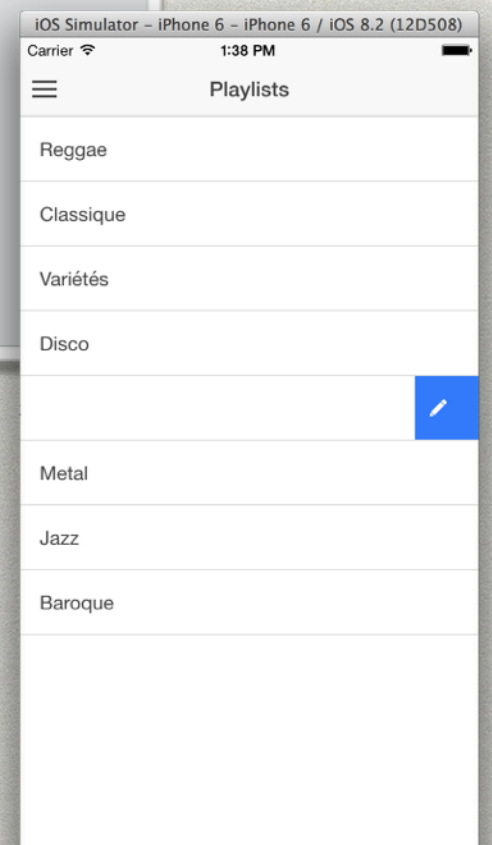 iOS Simulator – iPhone 6 – iPhone 6 / iOS 8.2 (12D508)
Carrier 1:38 PM
Playlists
Reggae
Classique
Variétés
Disco
Metal
Jazz
Baroque